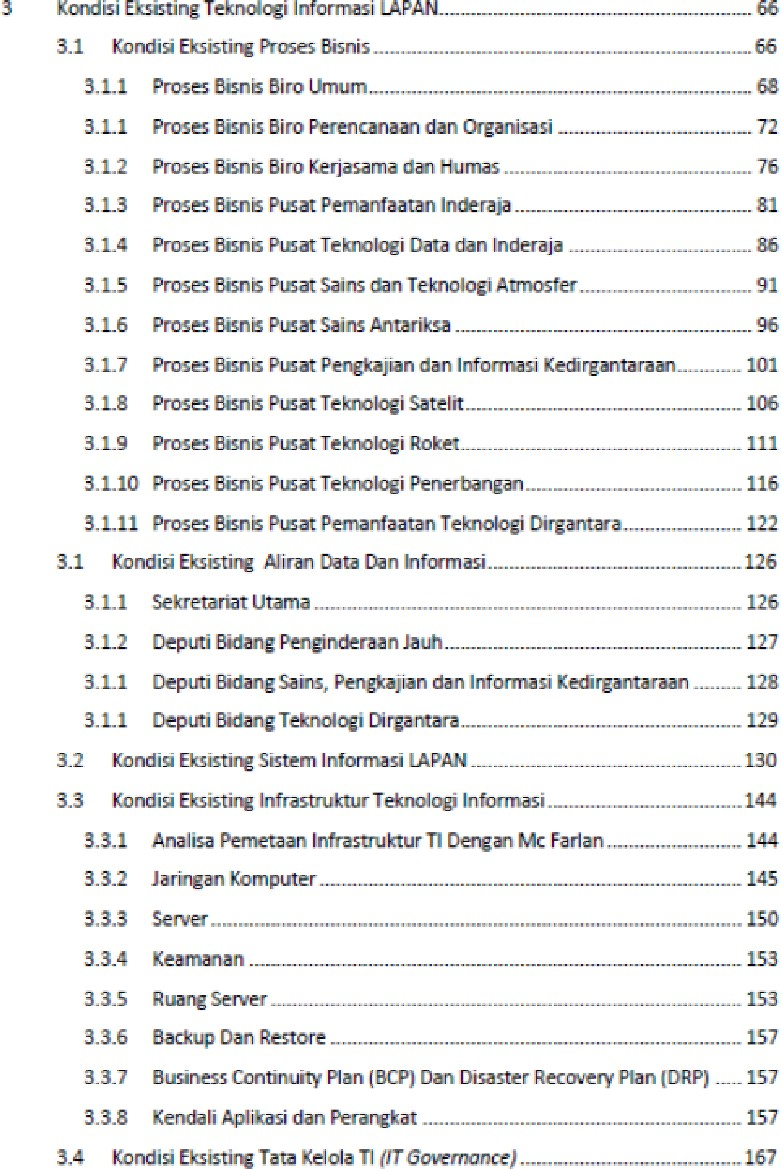 3 Kondisi Eksisting Teknologi Informasi LAPAN 66
3.1 Kondisi Eksisting Proses Bisnis 66
3.1.1 Proses Bisnis Biro Umum 68
3.1.1 Proses Bisnis Biro Perencanaan dan Organisasi 72
3.1.2 Proses Bisnis Biro Kerjasama dan Humas 76
3.1.3 Proses Bisnis Pusat Pemanfaatan Inderaja 81
3.1.4 Proses Bisnis Pusat Teknologi Data dan Inderaja 86
3.1.5 Proses Bisnis Pusat Sains dan Teknologi Atmosfer 91
3.1.6 Proses Bisnis Pusat Sains Antariksa 96
3.1.7 Proses Bisnis Pusat Pengkajian dan Informasi Kedirgantaraan 101
3.1.8 Proses Bisnis Pusat Teknologi Satelit 106
3.1.9 Proses Bisnis Pusat Teknologi Roket 111
3.1.10 Proses Bisnis Pusat Teknologi Penerbangan 116
3.1.11 Proses Bisnis Pusat Pemanfaatan Teknologi Dirgantara 122
3.1 Kondisi Eksisting Aliran Data Dan Informasi 126
3.1.1 Sekretariat Utama 126
3.1.2 Deputi Bidang Penginderaan Jauh 127
3.1.1 Deputi Bidang Sains, Pengkajian dan Informasi Kedirgantaraan 128
3.1.1 Deputi Bidang Teknologi Dirgantara 129
3.2 Kondisi Eksisting Sistem Informasi LAPAN 130
3.3 Kondisi Eksisting Infrastruktur Teknologi Informasi 144
3.3.1 Analisa Pemetaan Infrastruktur TI Dengan Mc Farlan 144
3.3.2 Jaringan Komputer 145
3.3.3 Server 150
3.3.4 Keamanan 153
3.3.5 Ruang Server 153
3.3.6 Backup Dan Restore 157
3.3.7 Business Continuity Plan (BCP) Dan Disaster Recovery Plan (DRP) 157
3.3.8 Kendali Aplikasi dan Perangkat 157
3.4 Kondisi Eksisting Tata Kelola TI (IT Governance) 167